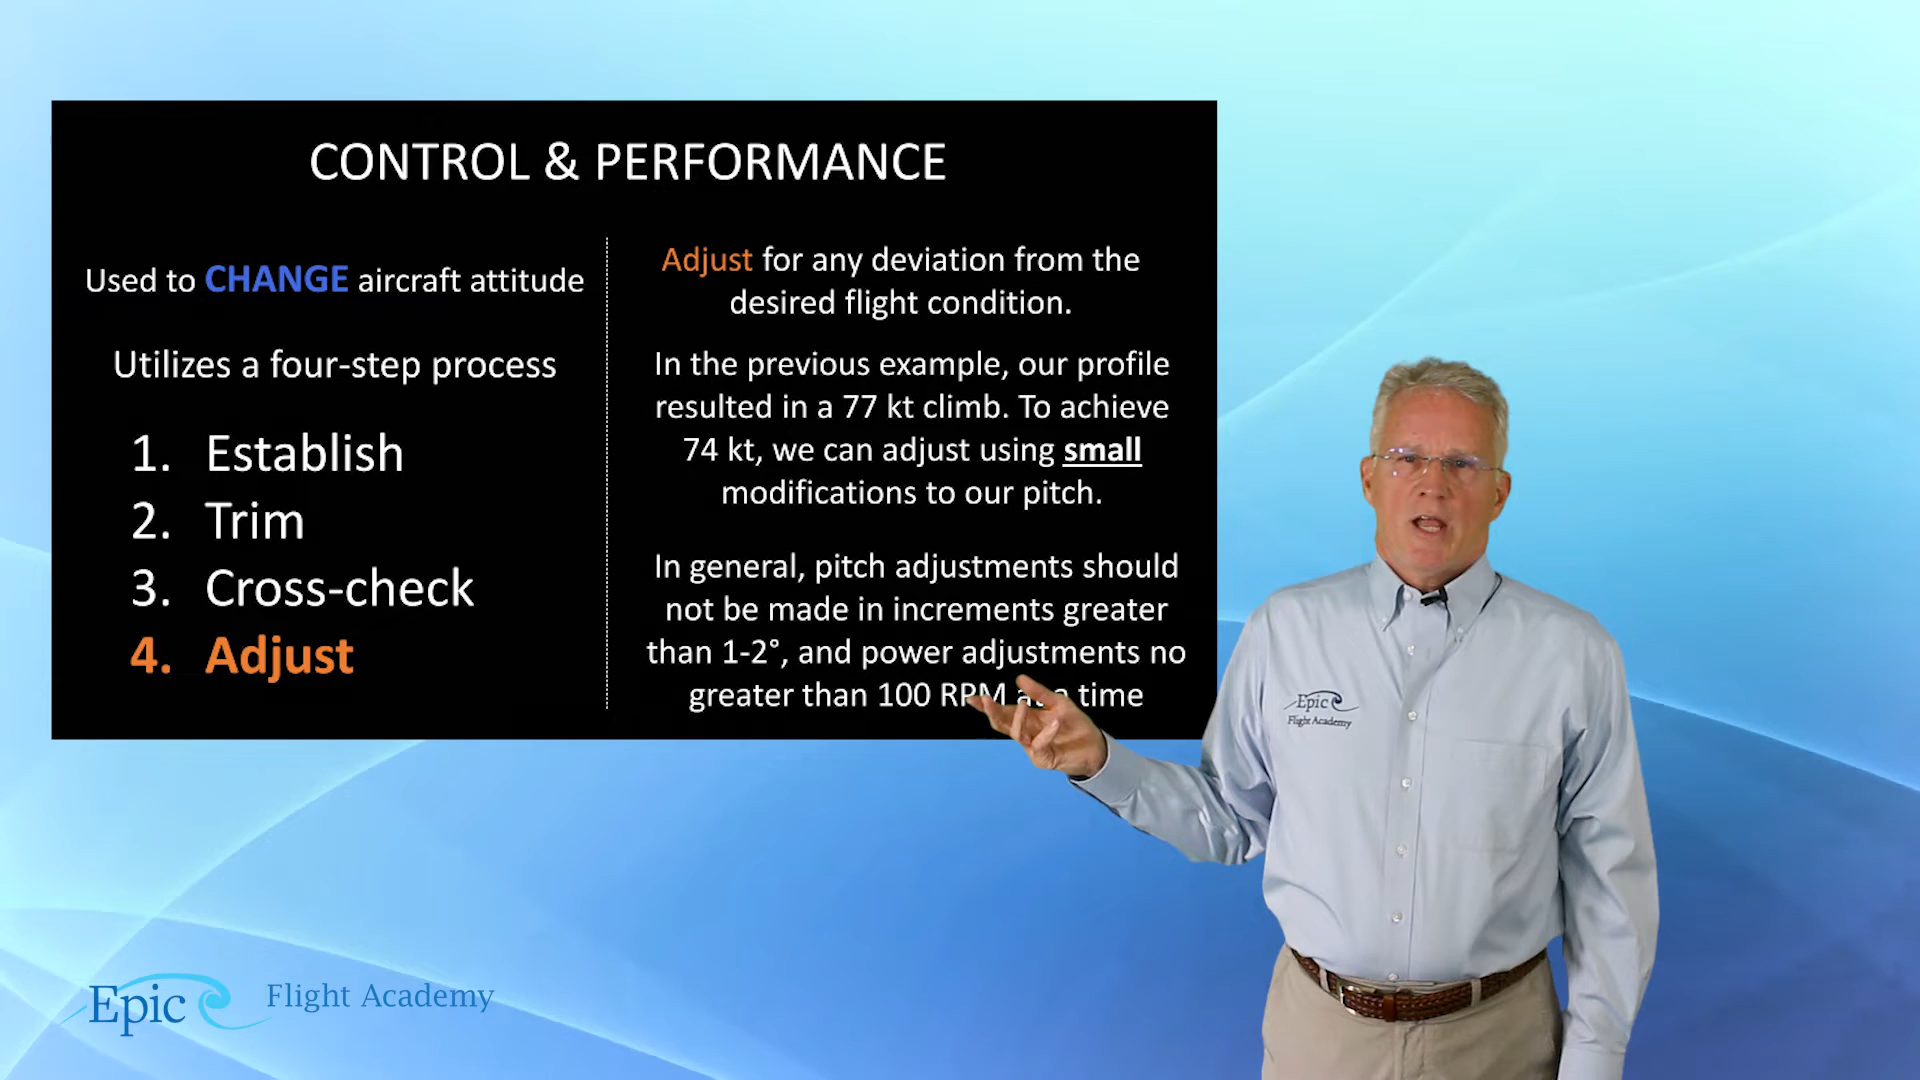 CONTROL & PERFORMANCE
Used to CHANGE aircraft attitude
Utilizes a four-step process
1. Establish
2. Trim
3. Cross-check
4. Adjust
Adjust for any deviation from the
desired flight condition.
In the previous example, our profile
resulted in a 77 kt climb. To achieve
74 kt, we can adjust using small
modifications to our pitch.
In general, pitch adjustments should
not be made in increments greater
than 1-2°, and power adjustments no
greater than 100 RPM at a time
Epic
Flight Academy
Epic Flight Academy